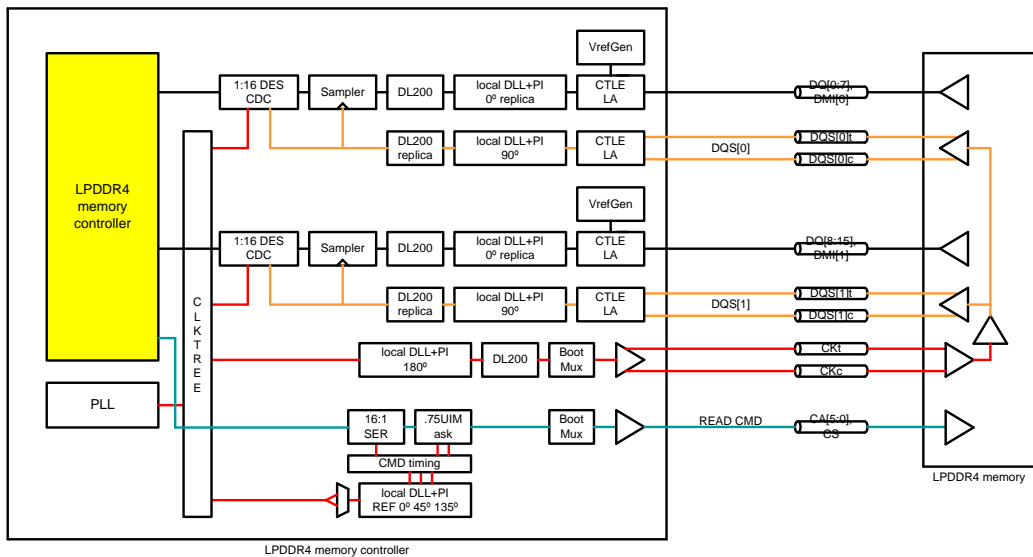 VrefGen
1:16 DES
CDC
Sampler
DL200
local DLL+PI
0º replica
CTLE
LA
DQ[0:7],
DMI[0]
DL200
replica
local DLL+PI
90º
CTLE
LA
DQS[0]
DQS[0]t
DQS[0]c
LPDDR4
memory
controller
VrefGen
1:16 DES
CDC
Sampler
DL200
local DLL+PI
0º replica
CTLE
LA
DQ[8:15],
DMI[1]
DL200
replica
local DLL+PI
90º
CTLE
LA
DQS[1]
DQS[1]t
DQS[1]c
C
L
K
T
R
E
E
local DLL+PI
180º
DL200
Boot
Mux
CKt
CKc
PLL
16:1
SER
.75UIM
ask
Boot
Mux
READ CMD
CA[5:0],
CS
CMD timing
local DLL+PI
REF 0º 45º 135º
LPDDR4 memory
LPDDR4 memory controller